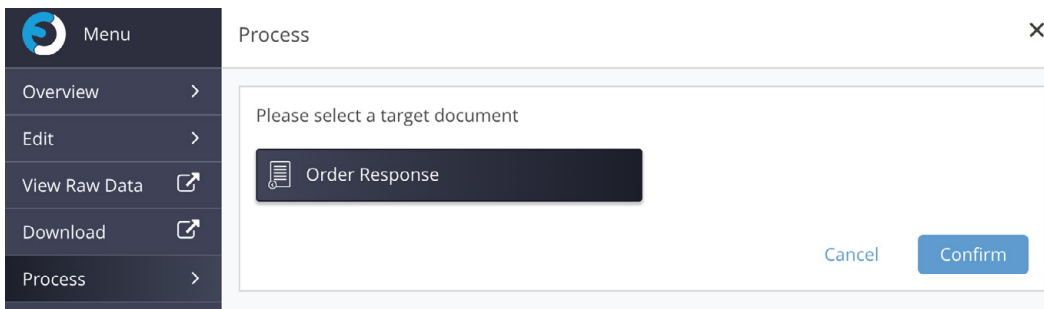 Menu
Overview
Edit
View Raw Data
Download
Process
Process
Please select a target document
Order Response
Cancel
Confirm